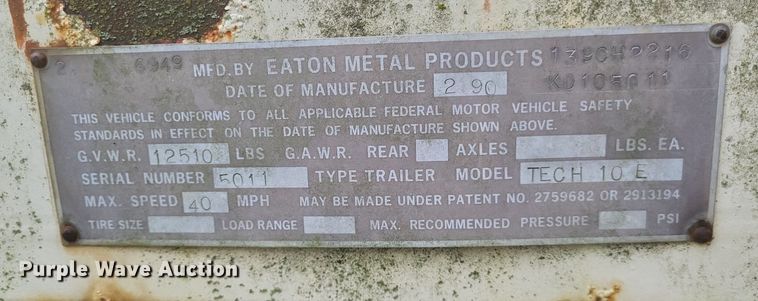 2 6949 MFD. BY EATON METAL PRODUCTS 139CH2216
DATE OF MANUFACTURE 2 90 KD105011
THIS VEHICLE CONFORMS TO ALL APPLICABLE FEDERAL MOTOR VEHICLE SAFETY
STANDARDS IN EFFECT ON THE DATE OF MANUFACTURE SHOWN ABOVE.
G.V.W.R. 12510 LBS G.A.W.R. REAR AXLES LBS. EA.
SERIAL NUMBER 5011 TYPE TRAILER MODEL TECH 10 E
MAX. SPEED 40 MPH MAY BE MADE UNDER PATENT NO. 2759682 OR 2913194
TIRE SIZE LOAD RANGE MAX. RECOMMENDED PRESSURE PSI
Purple Wave Auction